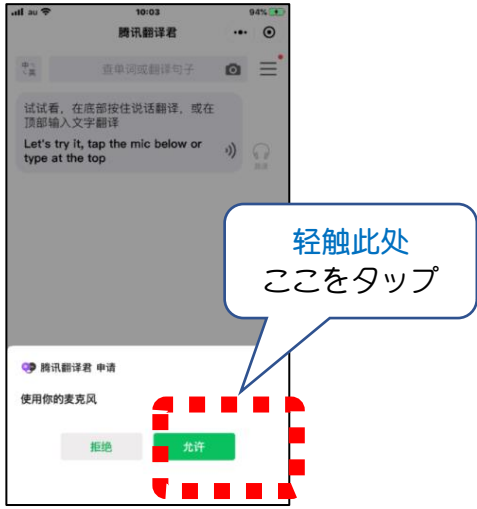 au 10:03 94%
腾讯翻译君
中 英 查单词或翻译句子
试试看，在底部按住说话翻译，或在
顶部输入文字翻译
Let's try it, tap the mic below or
type at the top
轻触此处
ここをタップ
腾讯翻译君 申请
使用你的麦克风
拒绝 允许